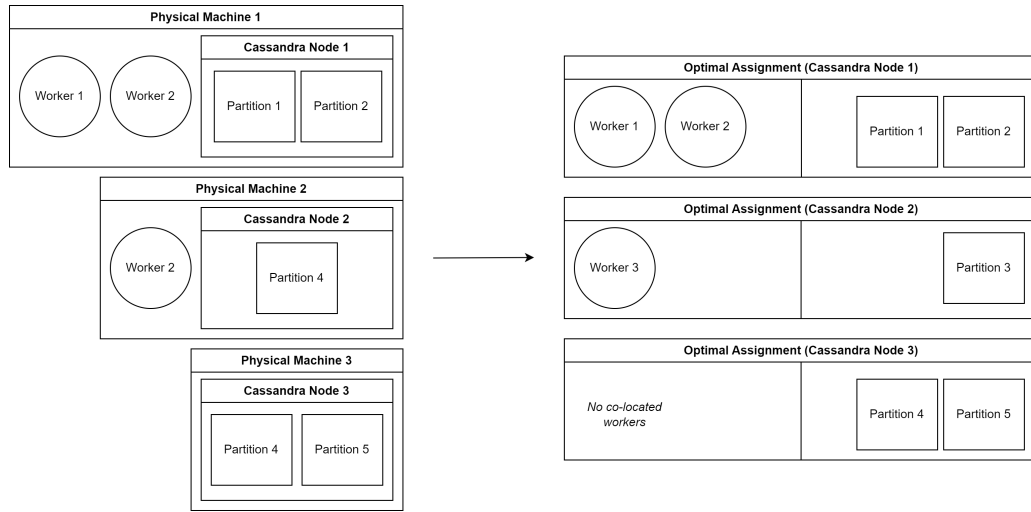 Physical Machine 1
Cassandra Node 1
Worker 1
Worker 2
Partition 1
Partition 2
Physical Machine 2
Cassandra Node 2
Worker 2
Partition 4
Physical Machine 3
Cassandra Node 3
Partition 4
Partition 5
Optimal Assignment (Cassandra Node 1)
Worker 1
Worker 2
Partition 1
Partition 2
Optimal Assignment (Cassandra Node 2)
Worker 3
Partition 3
Optimal Assignment (Cassandra Node 3)
No co-located
workers
Partition 4
Partition 5